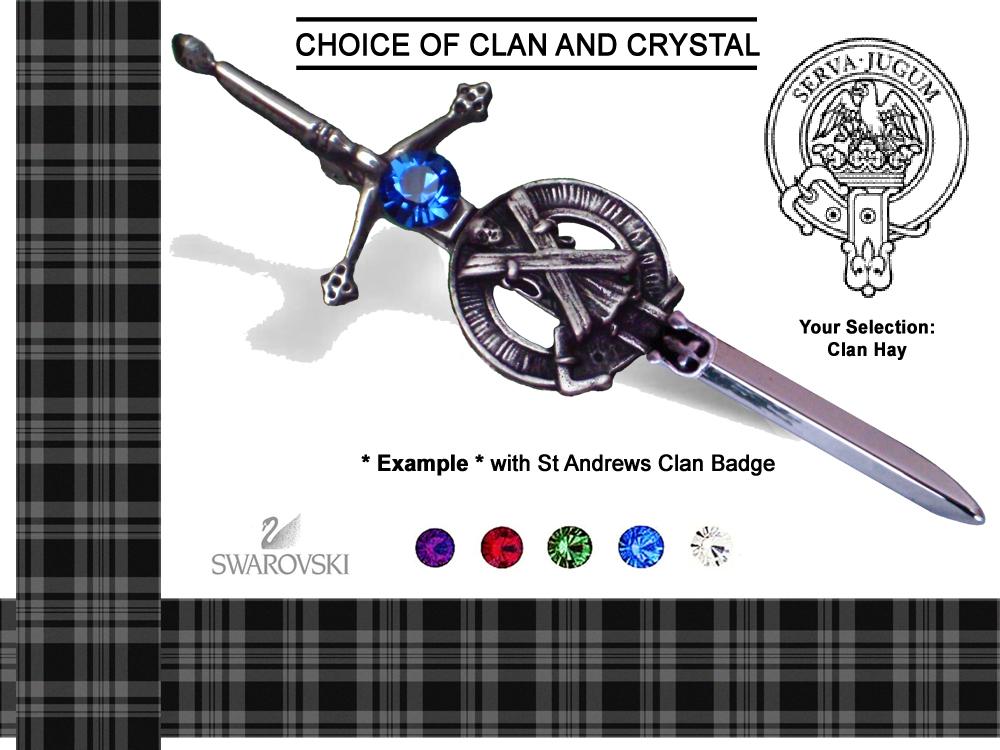 CHOICE OF CLAN AND CRYSTAL
SERVA·JUGUM
Your Selection:
Clan Hay
* Example * with St Andrews Clan Badge
SWAROVSKI